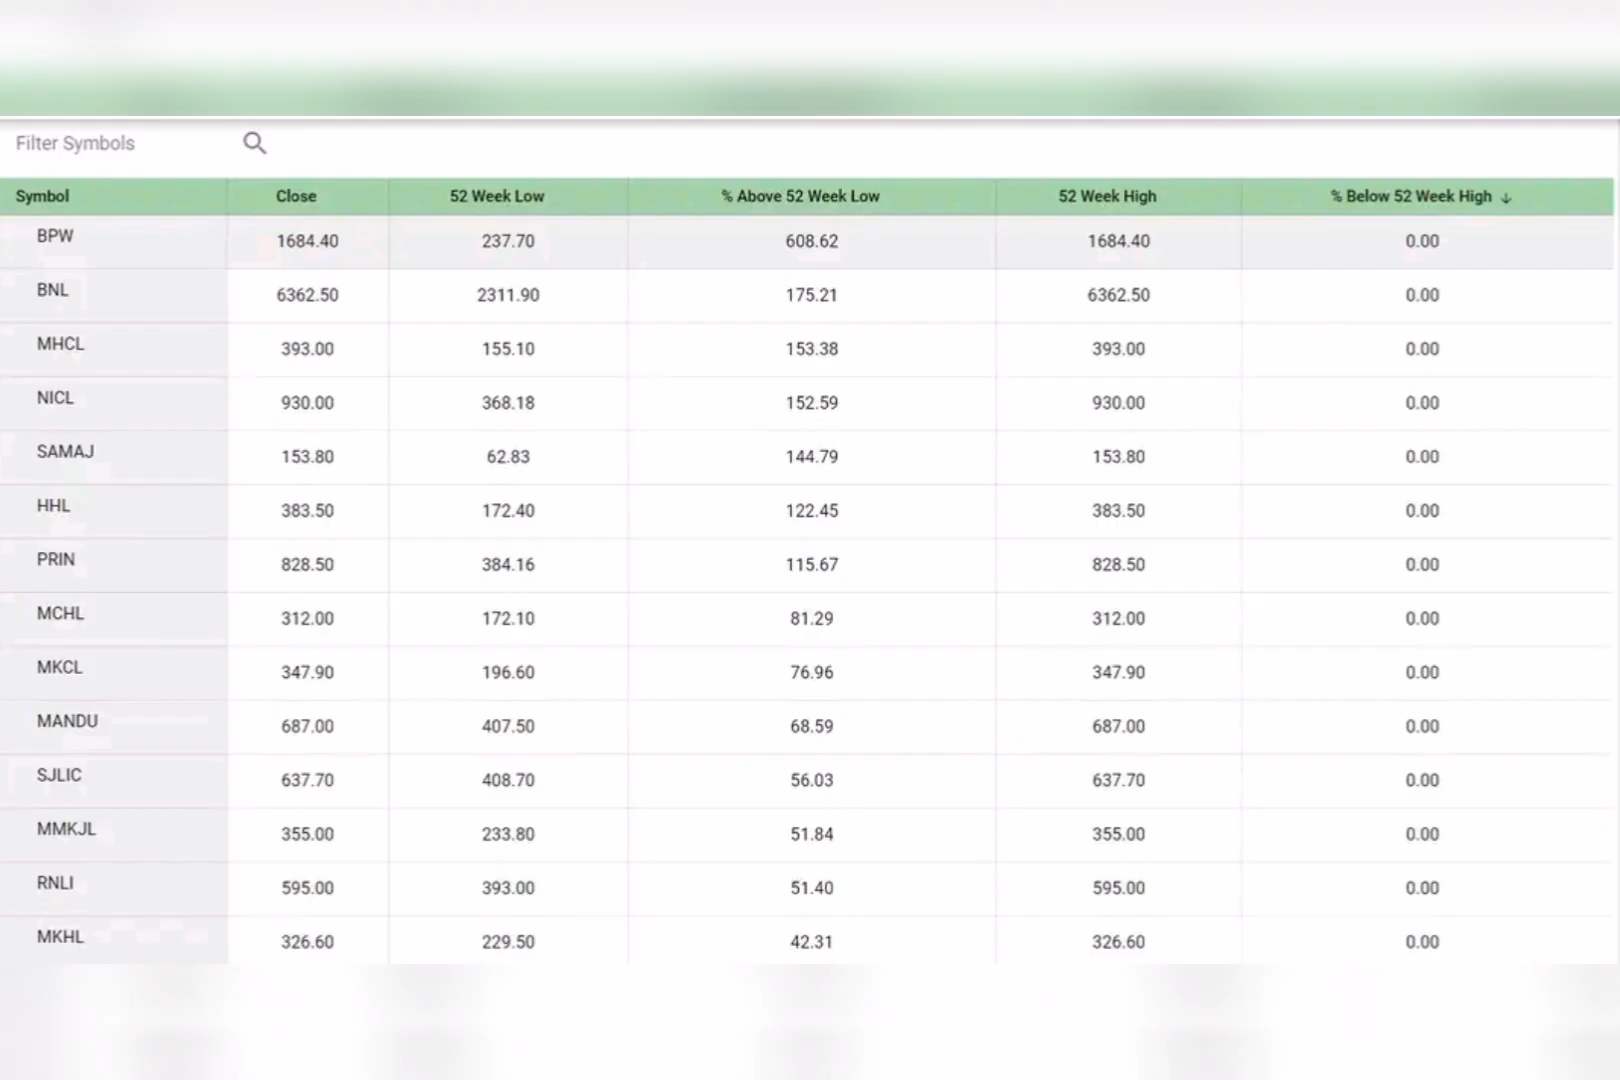 Filter Symbols
Symbol Close 52 Week Low % Above 52 Week Low 52 Week High % Below 52 Week High ↓
BPW 1684.40 237.70 608.62 1684.40 0.00
BNL 6362.50 2311.90 175.21 6362.50 0.00
MHCL 393.00 155.10 153.38 393.00 0.00
NICL 930.00 368.18 152.59 930.00 0.00
SAMAJ 153.80 62.83 144.79 153.80 0.00
HHL 383.50 172.40 122.45 383.50 0.00
PRIN 828.50 384.16 115.67 828.50 0.00
MCHL 312.00 172.10 81.29 312.00 0.00
MKCL 347.90 196.60 76.96 347.90 0.00
MANDU 687.00 407.50 68.59 687.00 0.00
SJLIC 637.70 408.70 56.03 637.70 0.00
MMKJL 355.00 233.80 51.84 355.00 0.00
RNLI 595.00 393.00 51.40 595.00 0.00
MKHL 326.60 229.50 42.31 326.60 0.00